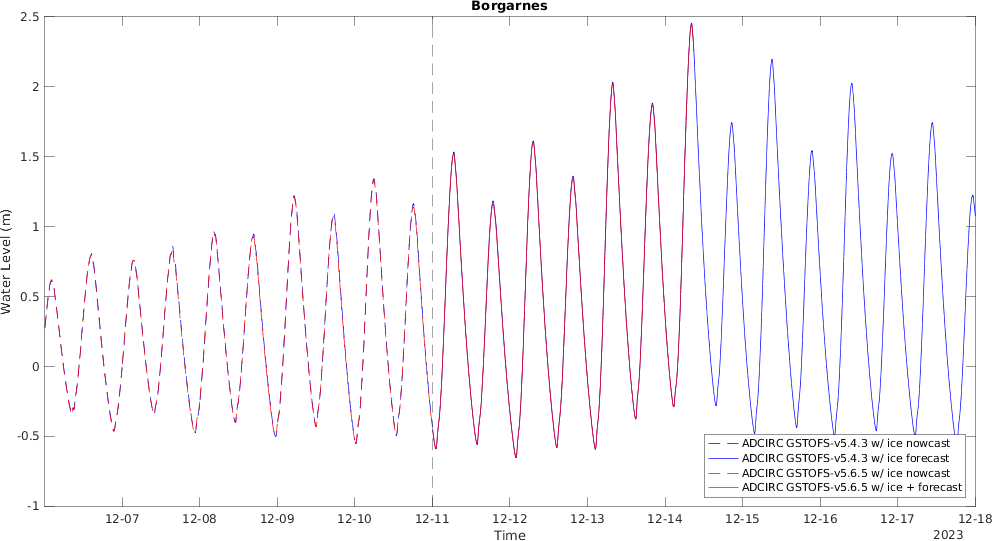 Borgarnes
2.5
2
1.5
1
0.5
0
-0.5
-1
Water Level (m)
12-07 12-08 12-09 12-10 12-11 12-12 12-13 12-14 12-15 12-16 12-17 12-18
Time
2023
ADCIRC GSTOFS-v5.4.3 w/ ice nowcast
ADCIRC GSTOFS-v5.4.3 w/ ice forecast
ADCIRC GSTOFS-v5.6.5 w/ ice nowcast
ADCIRC GSTOFS-v5.6.5 w/ ice + forecast